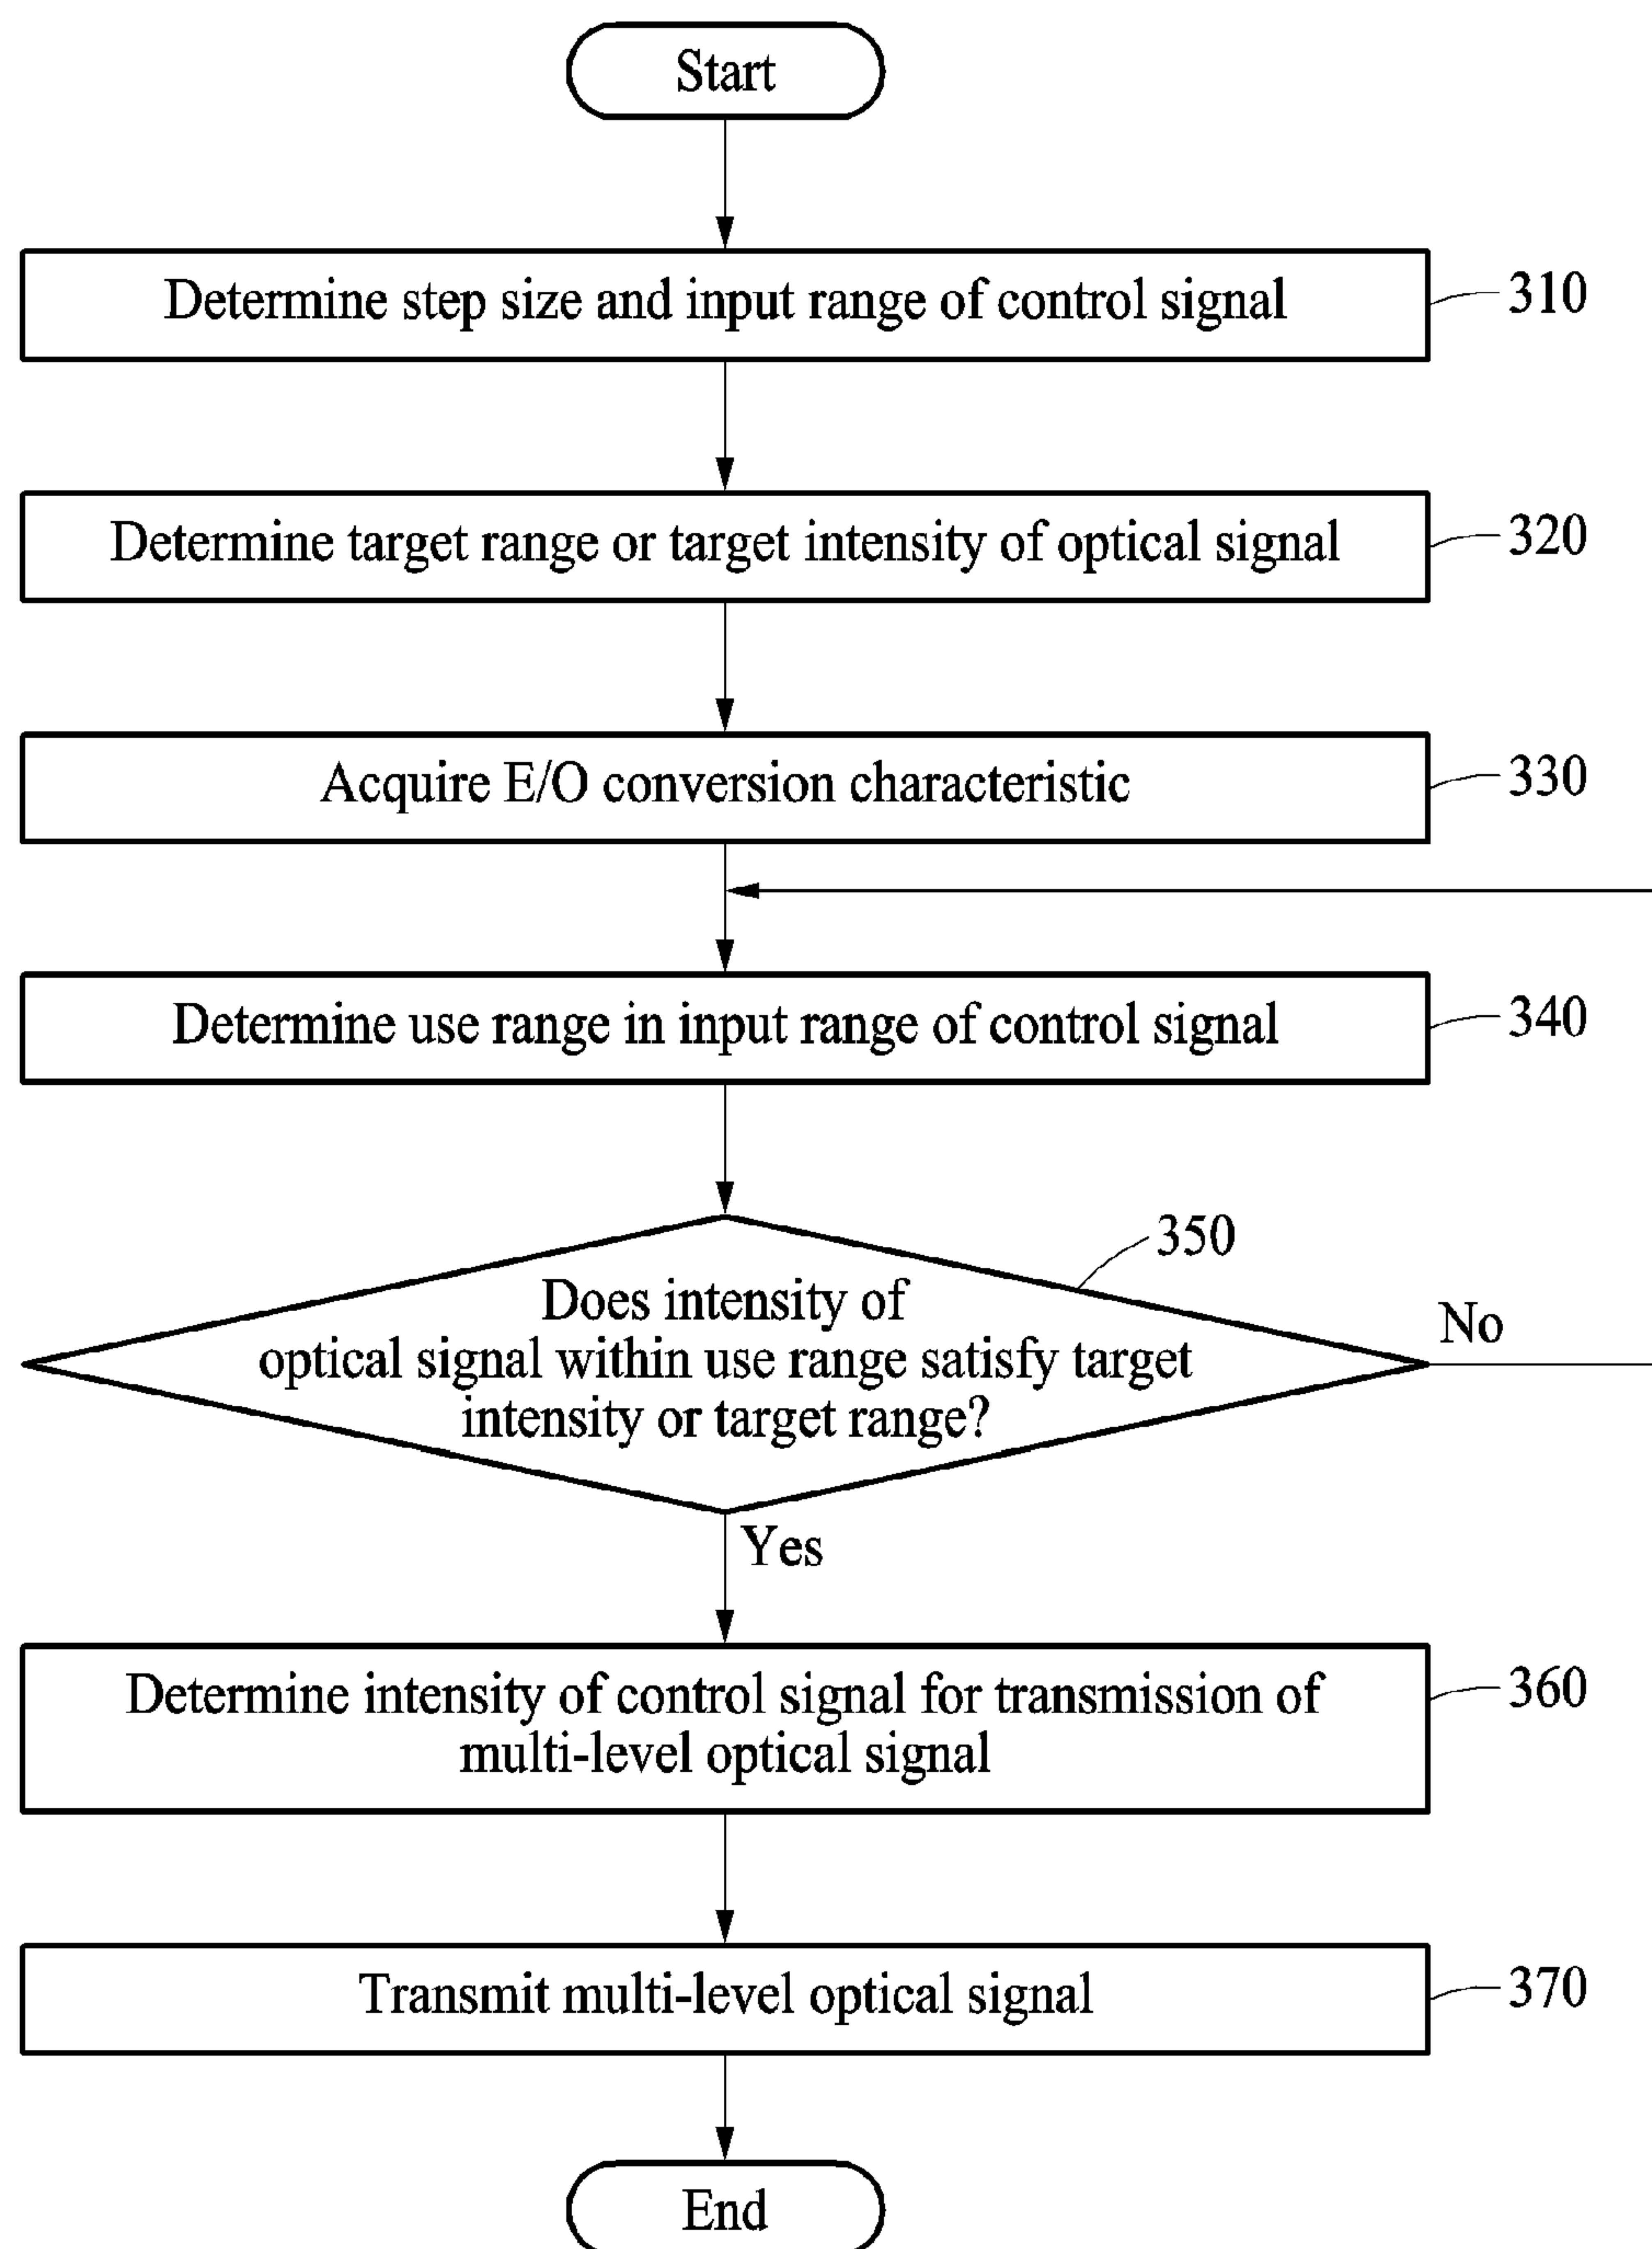 Start
Determine step size and input range of control signal
310
Determine target range or target intensity of optical signal
320
Acquire E/O conversion characteristic
330
Determine use range in input range of control signal
340
350
Does intensity of
optical signal within use range satisfy target
intensity or target range?
No
Yes
Determine intensity of control signal for transmission of
multi-level optical signal
360
Transmit multi-level optical signal
370
End